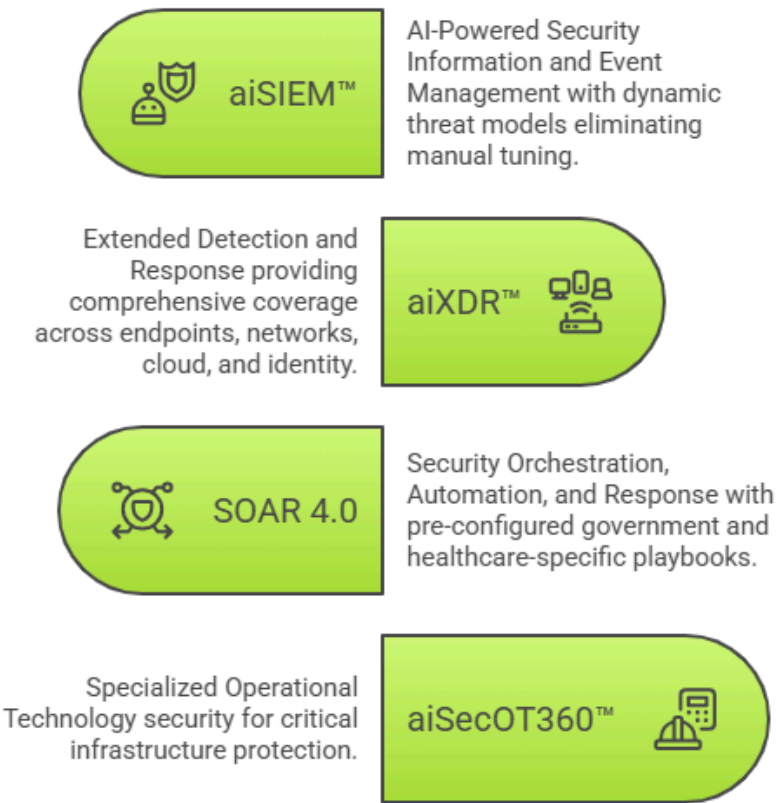 aiSIEM™
AI-Powered Security
Information and Event
Management with dynamic
threat models eliminating
manual tuning.
Extended Detection and
Response providing
comprehensive coverage
across endpoints, networks,
cloud, and identity.
aiXDR™
SOAR 4.0
Security Orchestration,
Automation, and Response with
pre-configured government and
healthcare-specific playbooks.
Specialized Operational
Technology security for critical
infrastructure protection.
aiSecOT360™